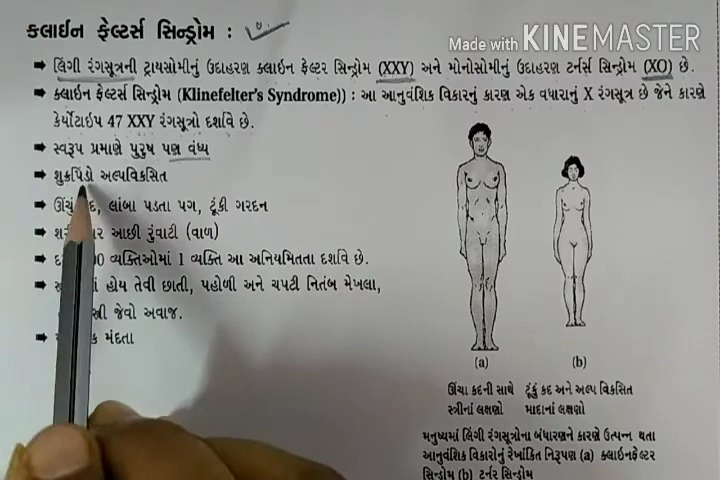 Made with KINEMASTER
કલાઈન ફેલ્ટર્સ સિન્ડ્રોમ :
➡ લિંગી રંગસૂત્રની ટ્રાયસોમીનું ઉદાહરણ ક્લાઇન ફેલ્ટર સિન્ડ્રોમ (XXY) અને મોનોસોમીનું ઉદાહરણ ટર્નર્સ સિન્ડ્રોમ (XO) છે.
➡ ક્લાઇન ફેલ્ટર્સ સિન્ડ્રોમ (Klinefelter's Syndrome)) : આ આનુવંશિક વિકારનું કારણ એક વધારાનું X રંગસૂત્ર છે જેને કારણે
કેર્યોટાઇપ 47 XXY રંગસૂત્રો દર્શાવે છે.
➡ સ્વરૂપ પ્રમાણે પુરુષ પણ વંધ્ય
➡ શુક્રપિંડો અલ્પવિકસિત
➡ ઊંચું કદ, લાંબા પડતા પગ, ટૂંકી ગરદન
➡ આછી રુંવાટી (વાળ)
➡ વ્યક્તિઓમાં 1 વ્યક્તિ આ અનિયમિતતા દર્શાવે છે.
➡ હોય તેવી છાતી, પહોળી અને ચપટી નિતંબ મેખલા,
જેવો અવાજ.
➡ મંદતા
(a) (b)
ઊંચા કદની સાથે ટૂંકું કદ અને અલ્પ વિકસિત
સ્ત્રીનાં લક્ષણો માદાનાં લક્ષણો
મનુષ્યમાં લિંગી રંગસૂત્રોના બંધારણને કારણે ઉત્પન્ન થતા
આનુવંશિક વિકારોનું રેખાંકિત નિરૂપણ (a) ક્લાઇનફેલ્ટર
સિન્ડ્રોમ (b) ટર્નર સિન્ડ્રોમ